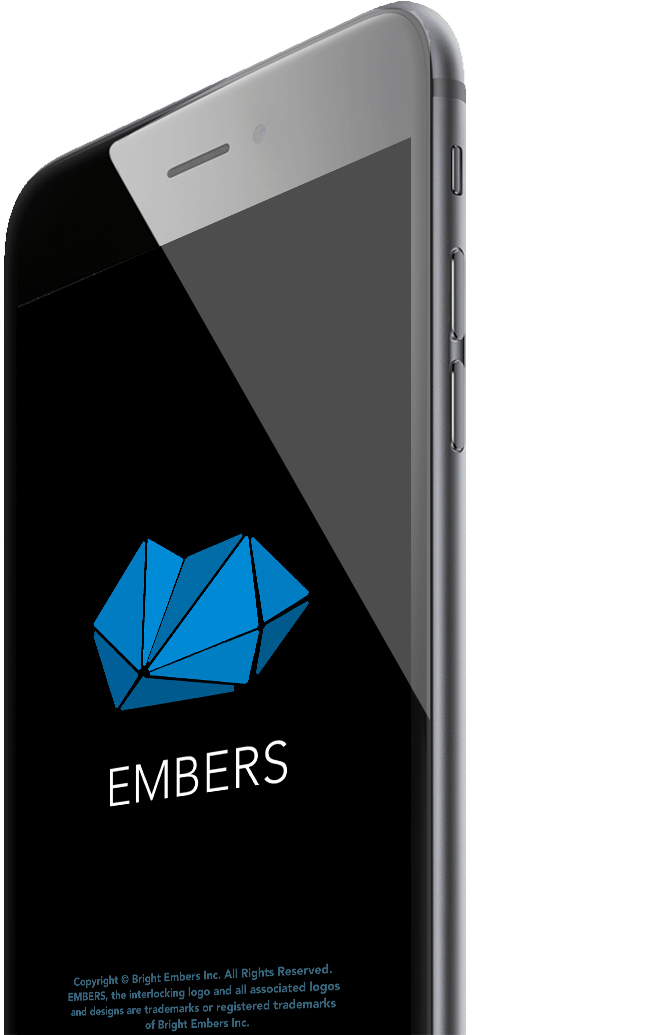 EMBERS
Copyright © Bright Embers Inc. All Rights Reserved.
EMBERS, the interlocking logo and all associated logos
and designs are trademarks or registered trademarks
of Bright Embers Inc.